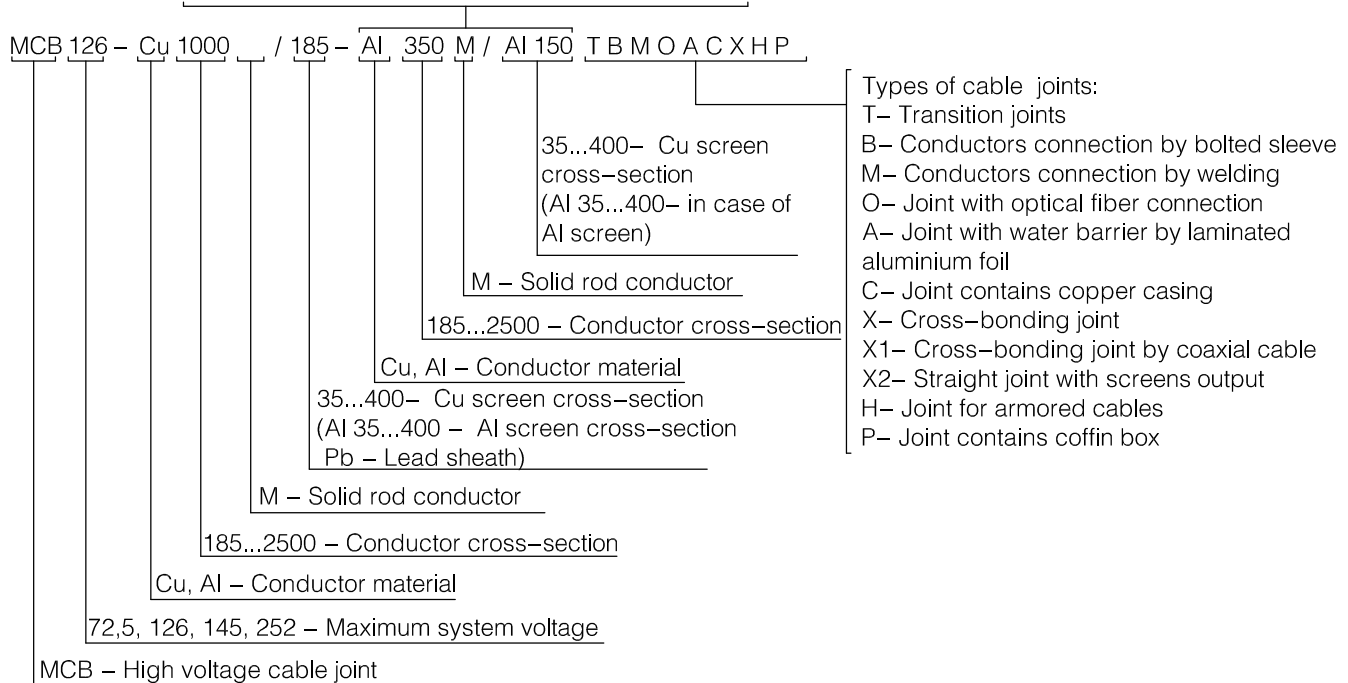 MCB 126 – Cu 1000 _ / 185 – Al 350 M / Al 150 T B M O A C X H P
Types of cable joints:
T– Transition joints
B– Conductors connection by bolted sleeve
M– Conductors connection by welding
O– Joint with optical fiber connection
A– Joint with water barrier by laminated
aluminium foil
C– Joint contains copper casing
X– Cross–bonding joint
X1– Cross–bonding joint by coaxial cable
X2– Straight joint with screens output
H– Joint for armored cables
P– Joint contains coffin box
35...400– Cu screen
cross–section
(Al 35...400– in case of
Al screen)
M – Solid rod conductor
185...2500 – Conductor cross–section
Cu, Al – Conductor material
35...400– Cu screen cross–section
(Al 35...400 – Al screen cross–section
Pb – Lead sheath)
M – Solid rod conductor
185...2500 – Conductor cross–section
Cu, Al – Conductor material
72,5, 126, 145, 252 – Maximum system voltage
MCB – High voltage cable joint